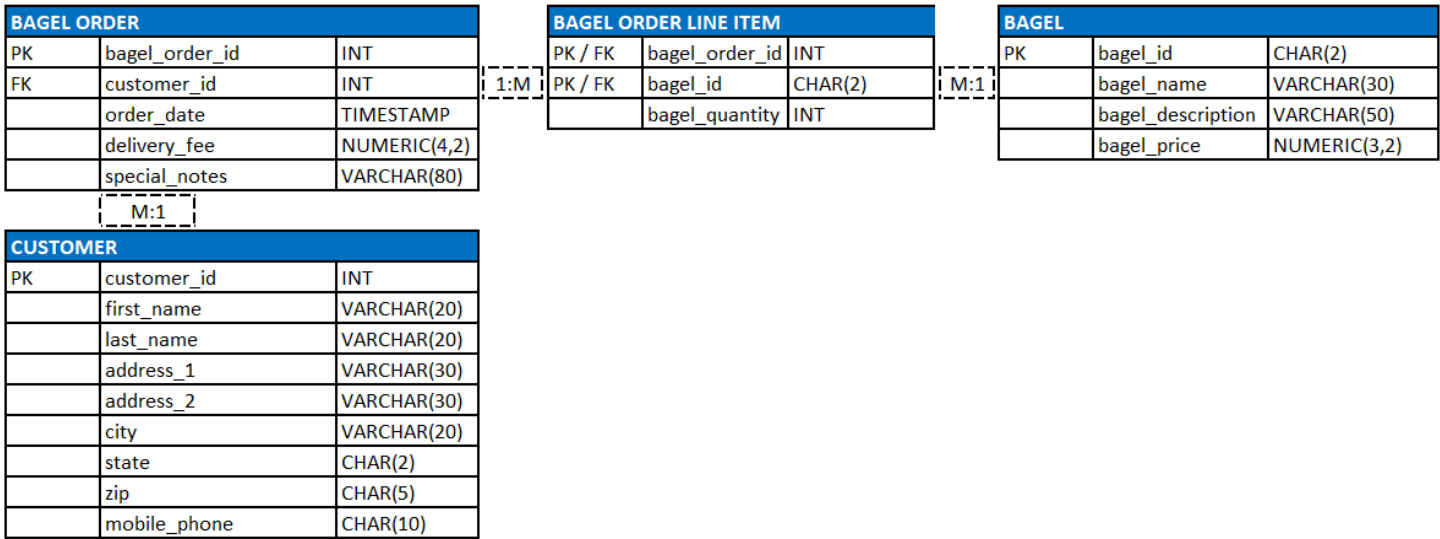 BAGEL ORDER
PK bagel_order_id INT
FK customer_id INT
order_date TIMESTAMP
delivery_fee NUMERIC(4,2)
special_notes VARCHAR(80)
1:M
BAGEL ORDER LINE ITEM
PK / FK bagel_order_id INT
PK / FK bagel_id CHAR(2)
bagel_quantity INT
M:1
BAGEL
PK bagel_id CHAR(2)
bagel_name VARCHAR(30)
bagel_description VARCHAR(50)
bagel_price NUMERIC(3,2)
M:1
CUSTOMER
PK customer_id INT
first_name VARCHAR(20)
last_name VARCHAR(20)
address_1 VARCHAR(30)
address_2 VARCHAR(30)
city VARCHAR(20)
state CHAR(2)
zip CHAR(5)
mobile_phone CHAR(10)